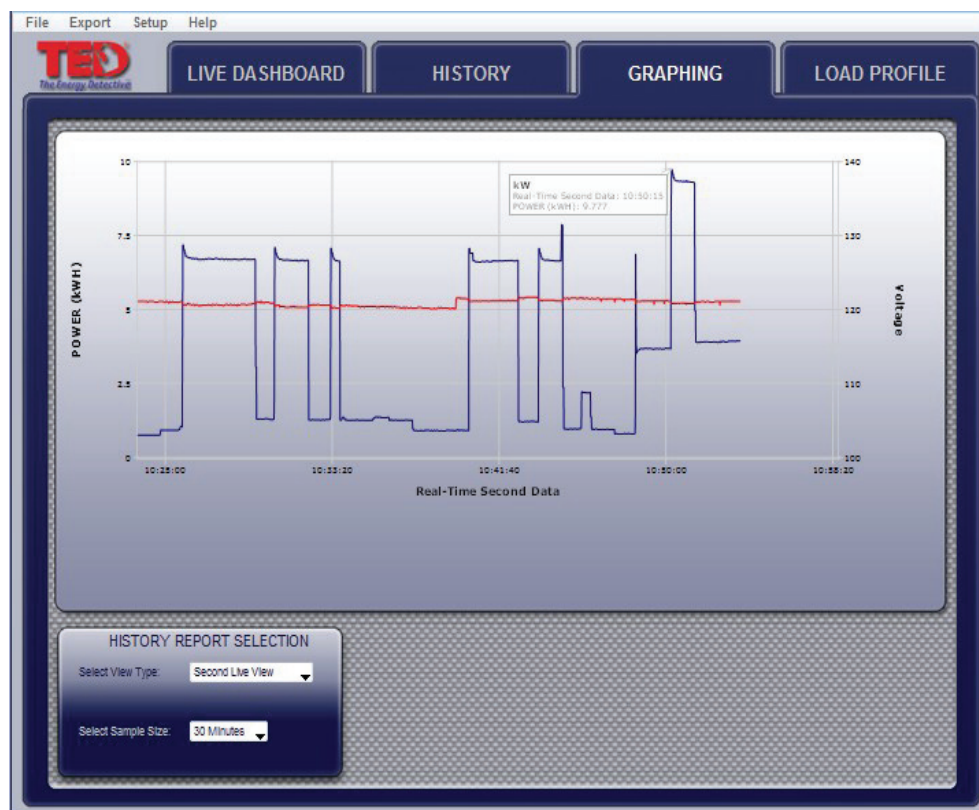 File Export Setup Help
TED
The Energy Detective
LIVE DASHBOARD
HISTORY
GRAPHING
LOAD PROFILE
10
7.5
5
2.5
0
POWER (kWH)
kW
Real-Time Second Data: 10:50:15
POWER (kWH): 9.777
140
130
120
110
100
Voltage
10:25:00
10:33:20
10:41:40
10:50:00
10:58:20
Real-Time Second Data
HISTORY REPORT SELECTION
Select View Type: Second Live View
Select Sample Size: 30 Minutes